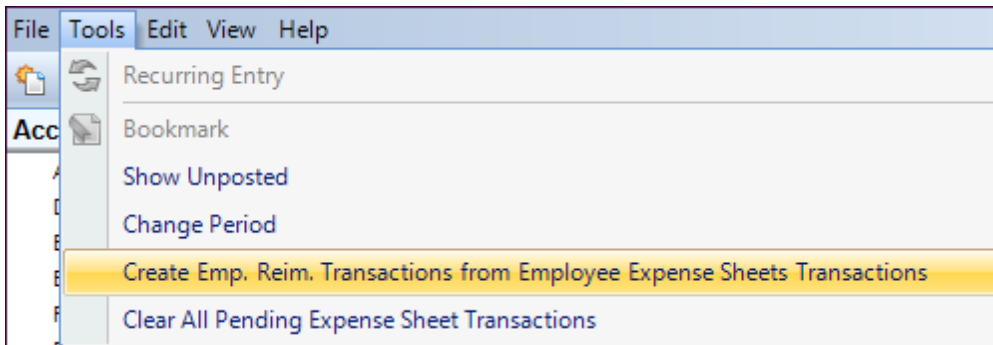 File Tools Edit View Help
Recurring Entry
Acc
Bookmark
Show Unposted
Change Period
Create Emp. Reim. Transactions from Employee Expense Sheets Transactions
Clear All Pending Expense Sheet Transactions